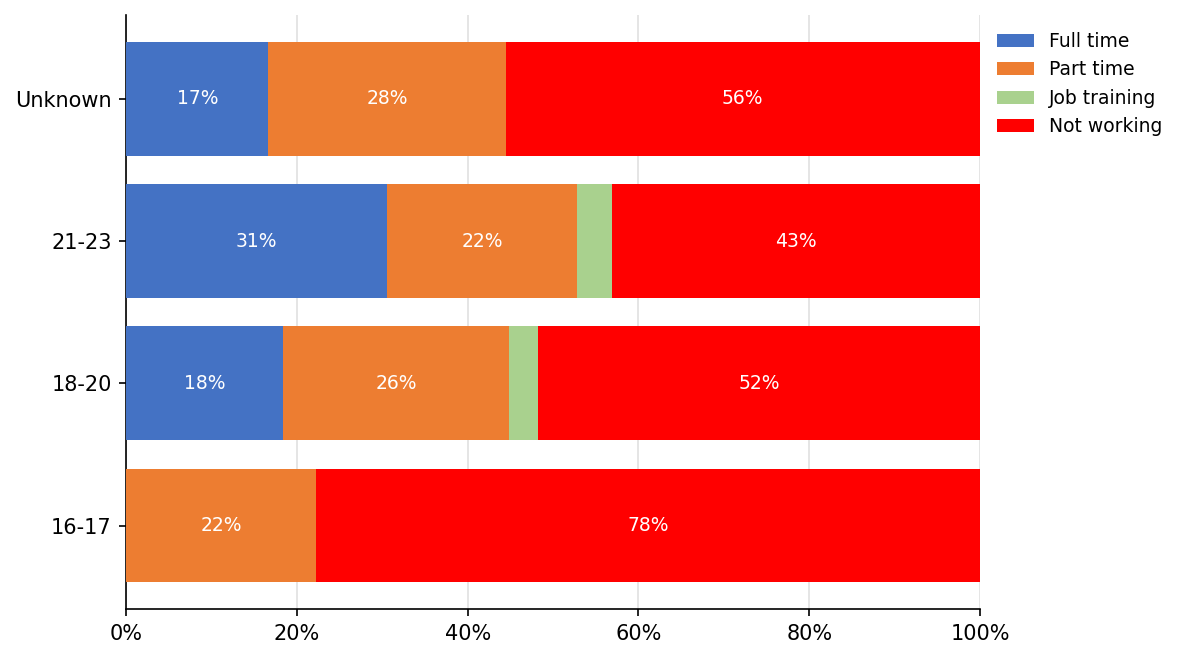 Full time
Part time
Job training
Not working
Unknown 17% 28% 56%
21-23 31% 22% 43%
18-20 18% 26% 52%
16-17 22% 78%
0% 20% 40% 60% 80% 100%